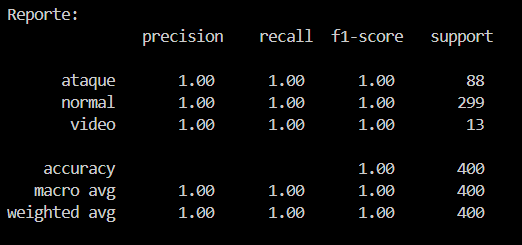 Reporte:
precision recall f1-score support
ataque 1.00 1.00 1.00 88
normal 1.00 1.00 1.00 299
video 1.00 1.00 1.00 13
accuracy 1.00 400
macro avg 1.00 1.00 1.00 400
weighted avg 1.00 1.00 1.00 400